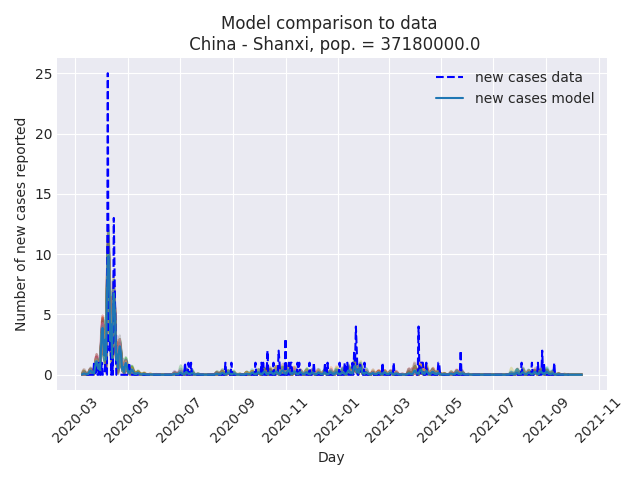 Model comparison to data
China - Shanxi, pop. = 37180000.0
new cases data
new cases model
Number of new cases reported
25
20
15
10
5
0
2020-03
2020-05
2020-07
2020-09
2020-11
2021-01
2021-03
2021-05
2021-07
2021-09
2021-11
Day